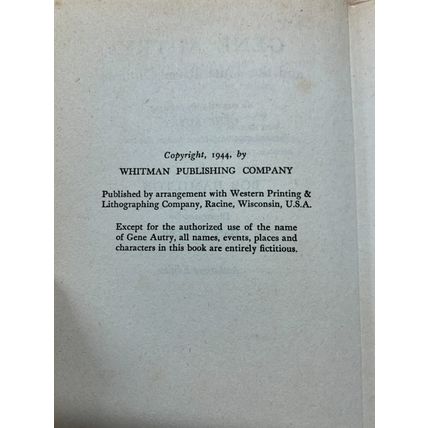 Copyright, 1944, by
WHITMAN PUBLISHING COMPANY
Published by arrangement with Western Printing &
Lithographing Company, Racine, Wisconsin, U.S.A.
Except for the authorized use of the name
of Gene Autry, all names, events, places and
characters in this book are entirely fictitious.